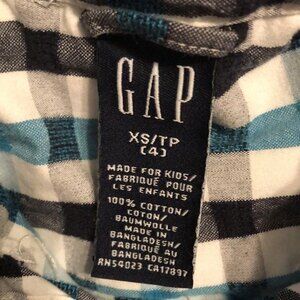 GAP
XS/TP
(4)
MADE FOR KIDS/
FABRIQUÉ POUR
LES ENFANTS
100% COTTON/
COTON/
BAUMWOLLE
MADE IN
BANGLADESH/
FABRIQUÉ AU
BANGLADESH
RN54023 CA17897